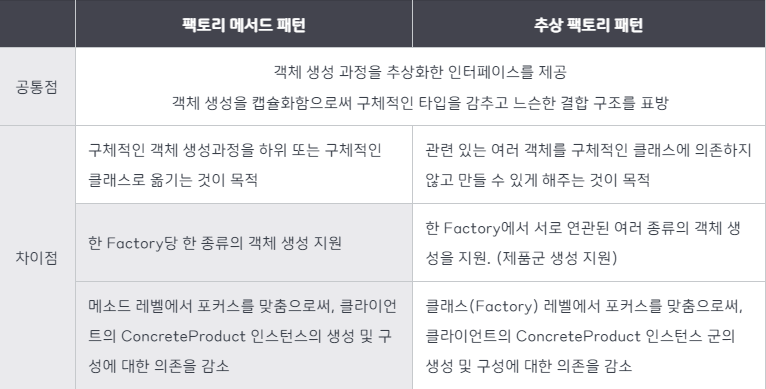 팩토리 메서드 패턴
추상 팩토리 패턴
공통점
객체 생성 과정을 추상화한 인터페이스를 제공
객체 생성을 캡슐화함으로써 구체적인 타입을 감추고 느슨한 결합 구조를 표방
차이점
구체적인 객체 생성과정을 하위 또는 구체적인
클래스로 옮기는 것이 목적
관련 있는 여러 객체를 구체적인 클래스에 의존하지
않고 만들 수 있게 해주는 것이 목적
한 Factory당 한 종류의 객체 생성 지원
한 Factory에서 서로 연관된 여러 종류의 객체 생
성을 지원. (제품군 생성 지원)
메소드 레벨에서 포커스를 맞춤으로써, 클라이언
트의 ConcreteProduct 인스턴스의 생성 및 구
성에 대한 의존을 감소
클래스(Factory) 레벨에서 포커스를 맞춤으로써,
클라이언트의 ConcreteProduct 인스턴스 군의
생성 및 구성에 대한 의존을 감소